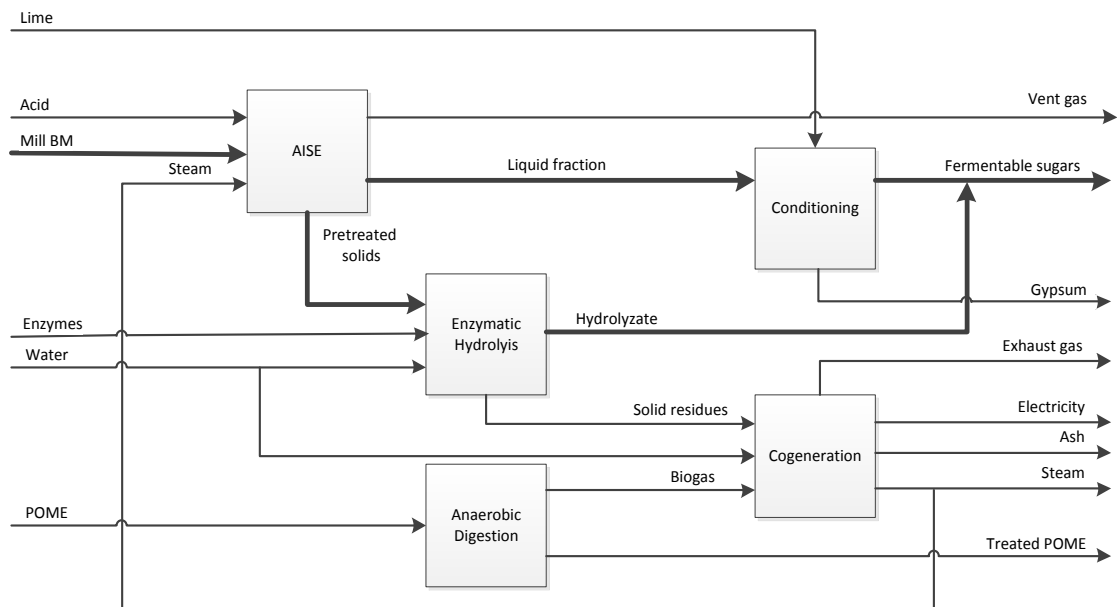 Lime
Acid
Vent gas
Mill BM
AISE
Steam
Liquid fraction
Fermentable sugars
Conditioning
Pretreated
solids
Gypsum
Enzymes
Enzymatic
Hydrolyis
Hydrolyzate
Water
Exhaust gas
Solid residues
Electricity
Ash
Cogeneration
Biogas
Steam
POME
Anaerobic
Digestion
Treated POME